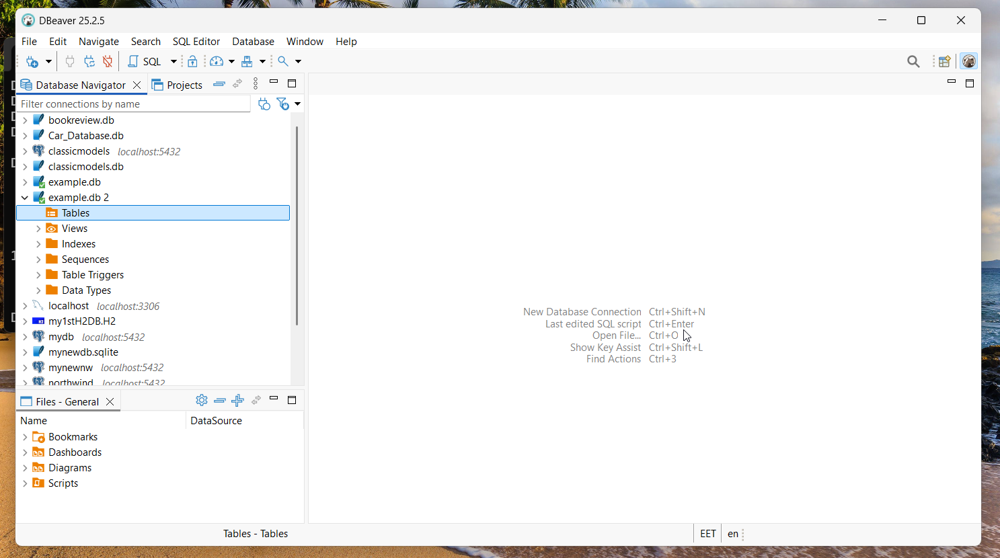 DBeaver 25.2.5
File Edit Navigate Search SQL Editor Database Window Help
SQL
Database Navigator Projects
Filter connections by name
bookreview.db
Car_Database.db
classicmodels localhost:5432
classicmodels.db
example.db
example.db 2
Tables
Views
Indexes
Sequences
Table Triggers
Data Types
localhost localhost:3306
my1stH2DB.H2
mydb localhost:5432
mynewdb.sqlite
mynewnw localhost:5432
northwind localhost:5432
New Database Connection Ctrl+Shift+N
Last edited SQL script Ctrl+Enter
Open File... Ctrl+O
Show Key Assist Ctrl+Shift+L
Find Actions Ctrl+3
Files - General
Name DataSource
Bookmarks
Dashboards
Diagrams
Scripts
Tables - Tables
EET en